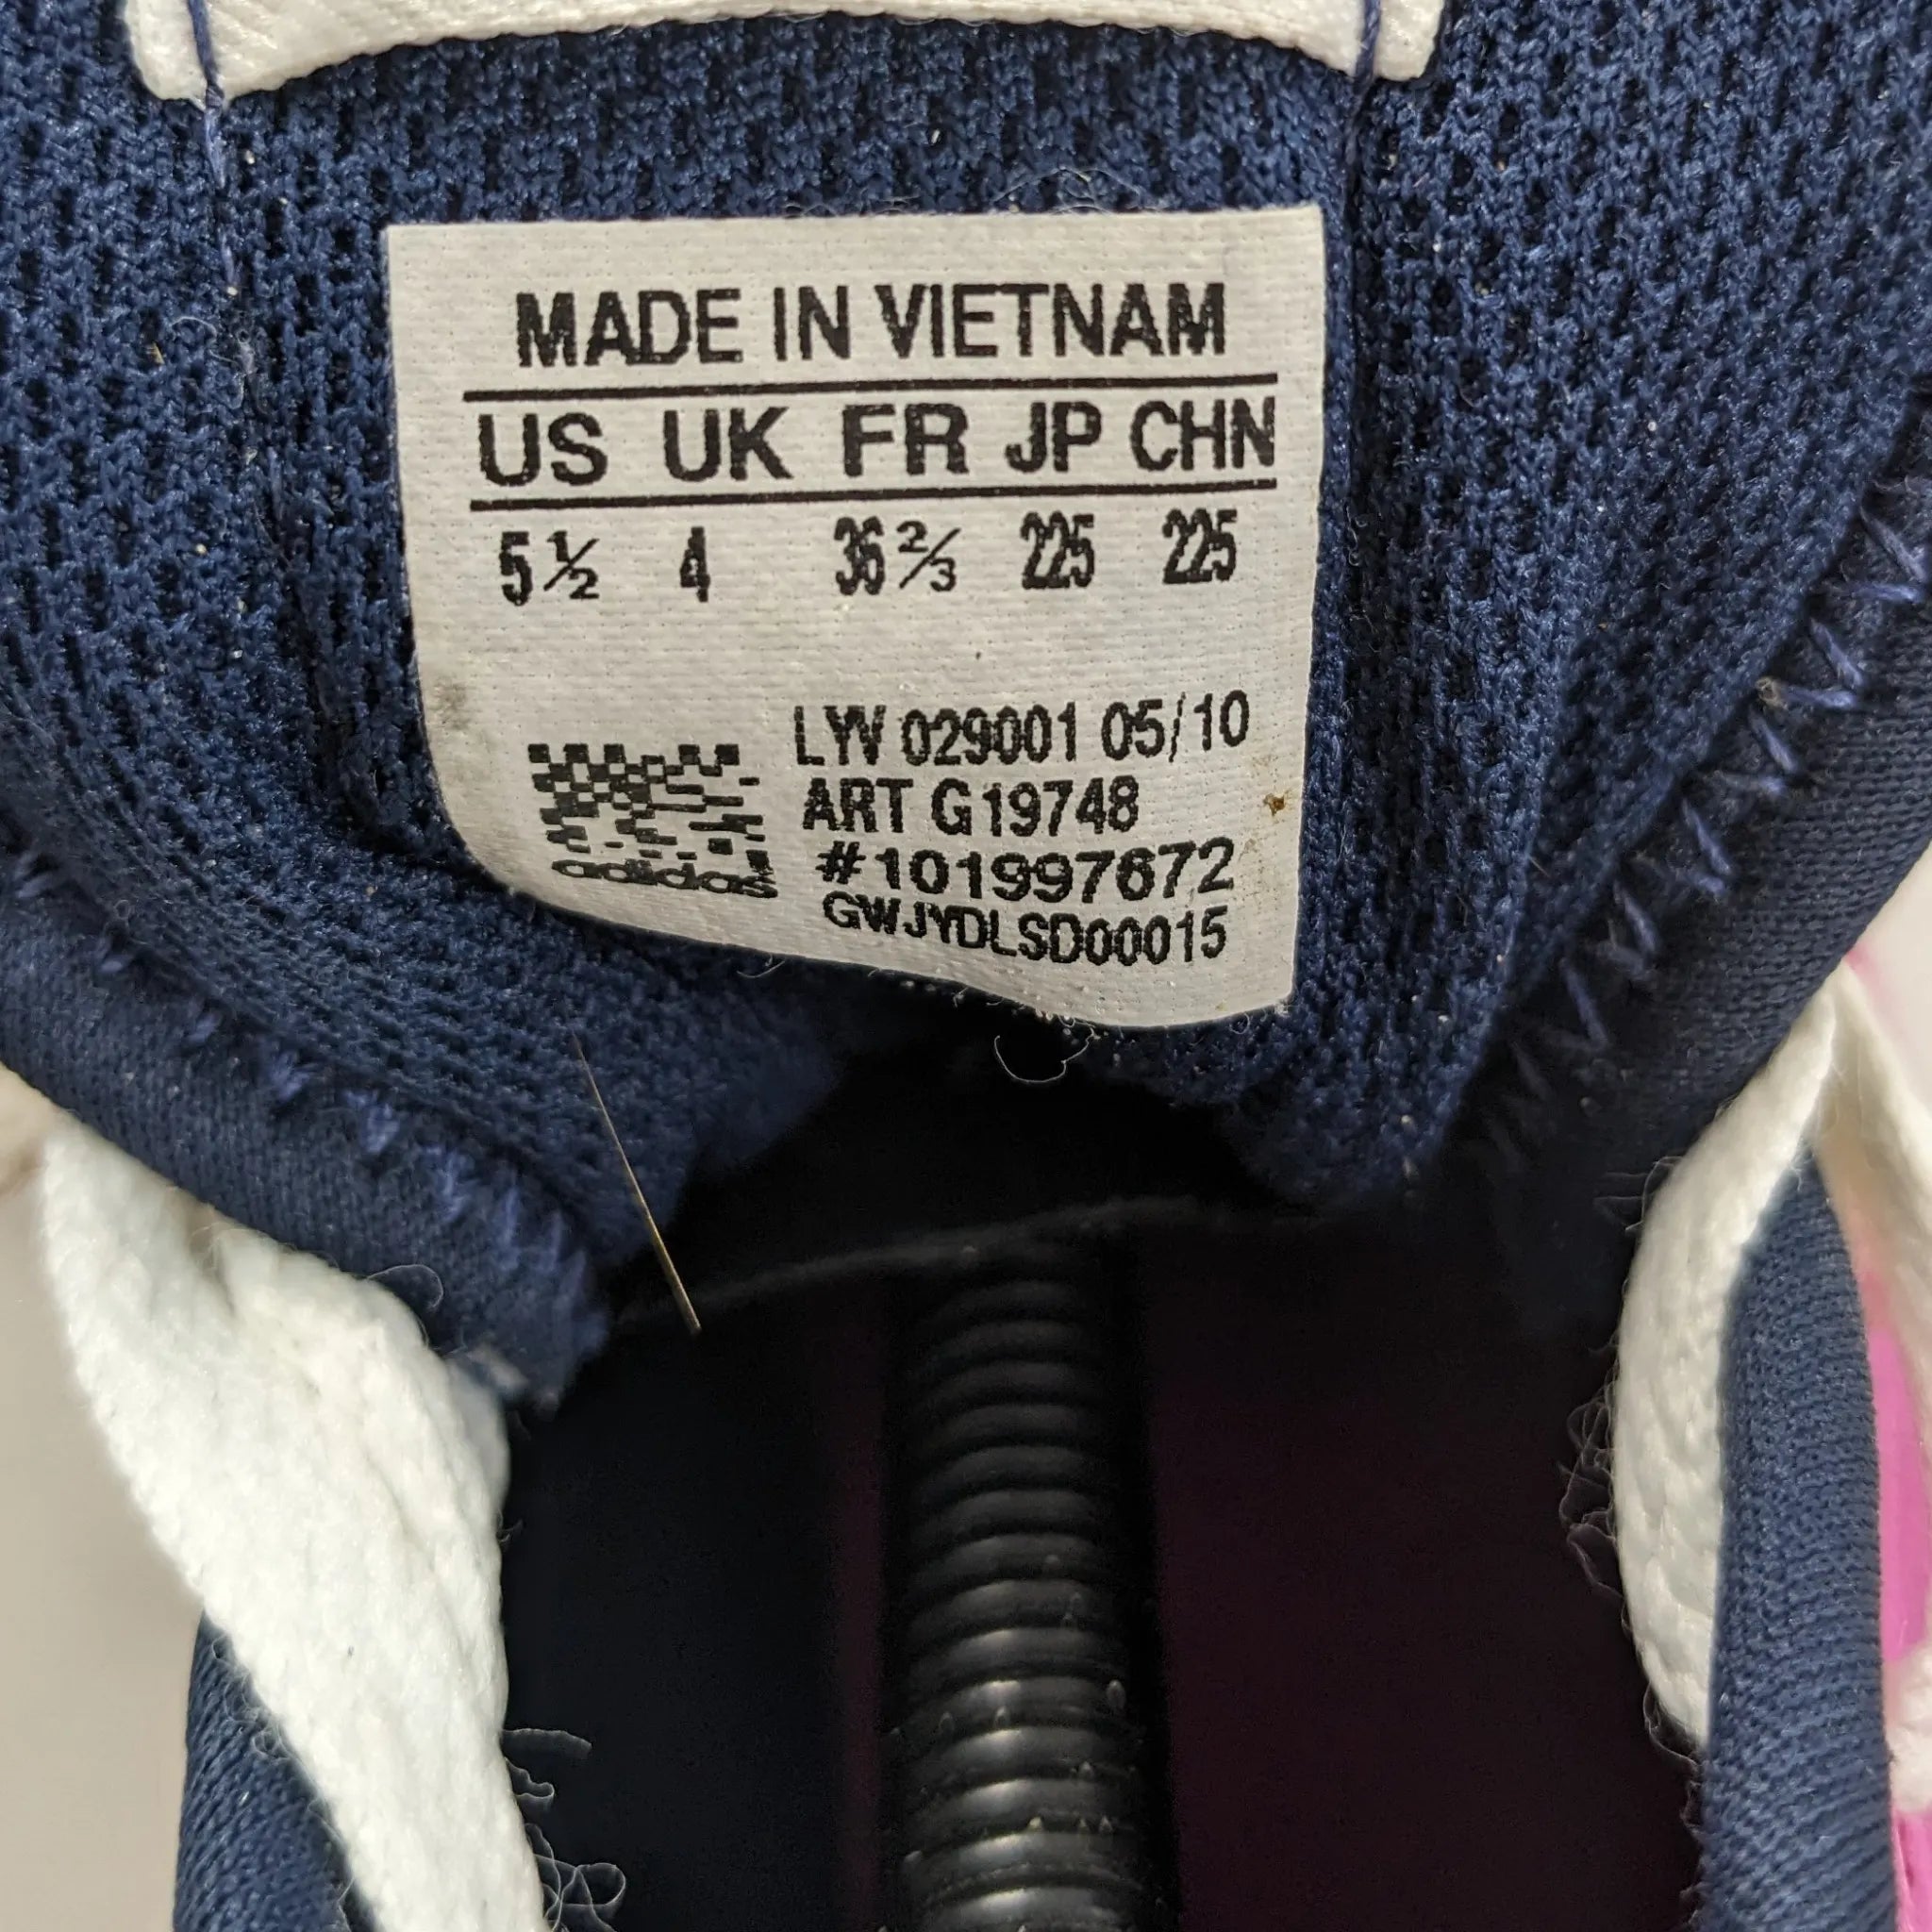 MADE IN VIETNAM
US UK FR JP CHN
5½ 4 36⅔ 225 225
LYV 029001 05/10
ART G19748
#101997672
GWJYDLSD00015
adidas